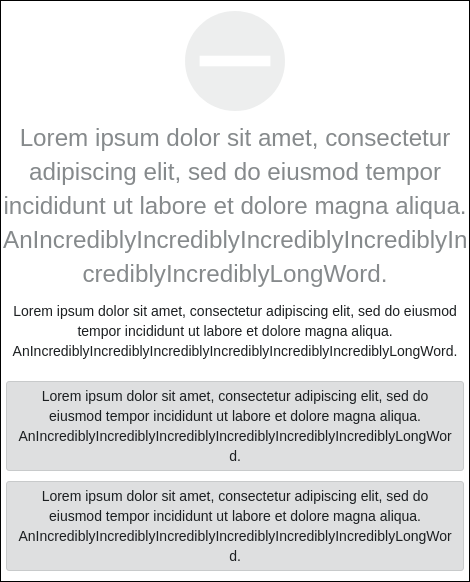 Lorem ipsum dolor sit amet, consectetur
adipiscing elit, sed do eiusmod tempor
incididunt ut labore et dolore magna aliqua.
AnIncrediblyIncrediblyIncrediblyIncrediblyIn
crediblyIncrediblyLongWord.
Lorem ipsum dolor sit amet, consectetur adipiscing elit, sed do eiusmod
tempor incididunt ut labore et dolore magna aliqua.
AnIncrediblyIncrediblyIncrediblyIncrediblyIncrediblyIncrediblyLongWord.
Lorem ipsum dolor sit amet, consectetur adipiscing elit, sed do
eiusmod tempor incididunt ut labore et dolore magna aliqua.
AnIncrediblyIncrediblyIncrediblyIncrediblyIncrediblyIncrediblyLongWor
d.
Lorem ipsum dolor sit amet, consectetur adipiscing elit, sed do
eiusmod tempor incididunt ut labore et dolore magna aliqua.
AnIncrediblyIncrediblyIncrediblyIncrediblyIncrediblyIncrediblyLongWor
d.